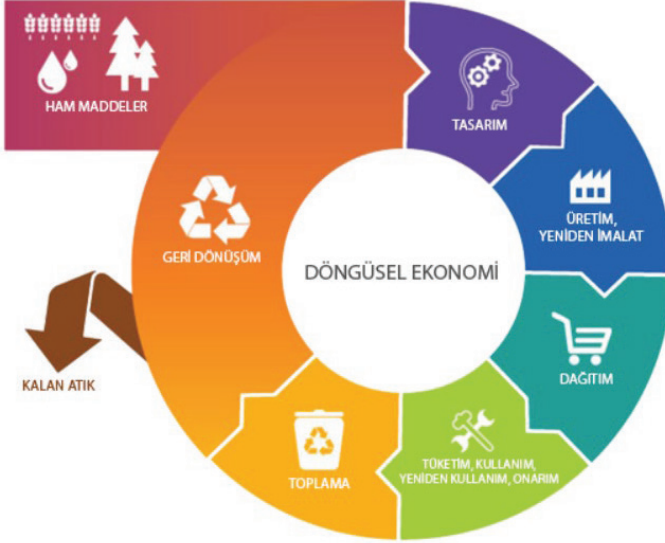 HAM MADDELER
TASARIM
ÜRETİM,
YENİDEN İMALAT
GERİ DÖNÜŞÜM
DÖNGÜSEL EKONOMİ
DAĞITIM
KALAN ATIK
TÜKETİM, KULLANIM,
YENİDEN KULLANIM, ONARIM
TOPLAMA